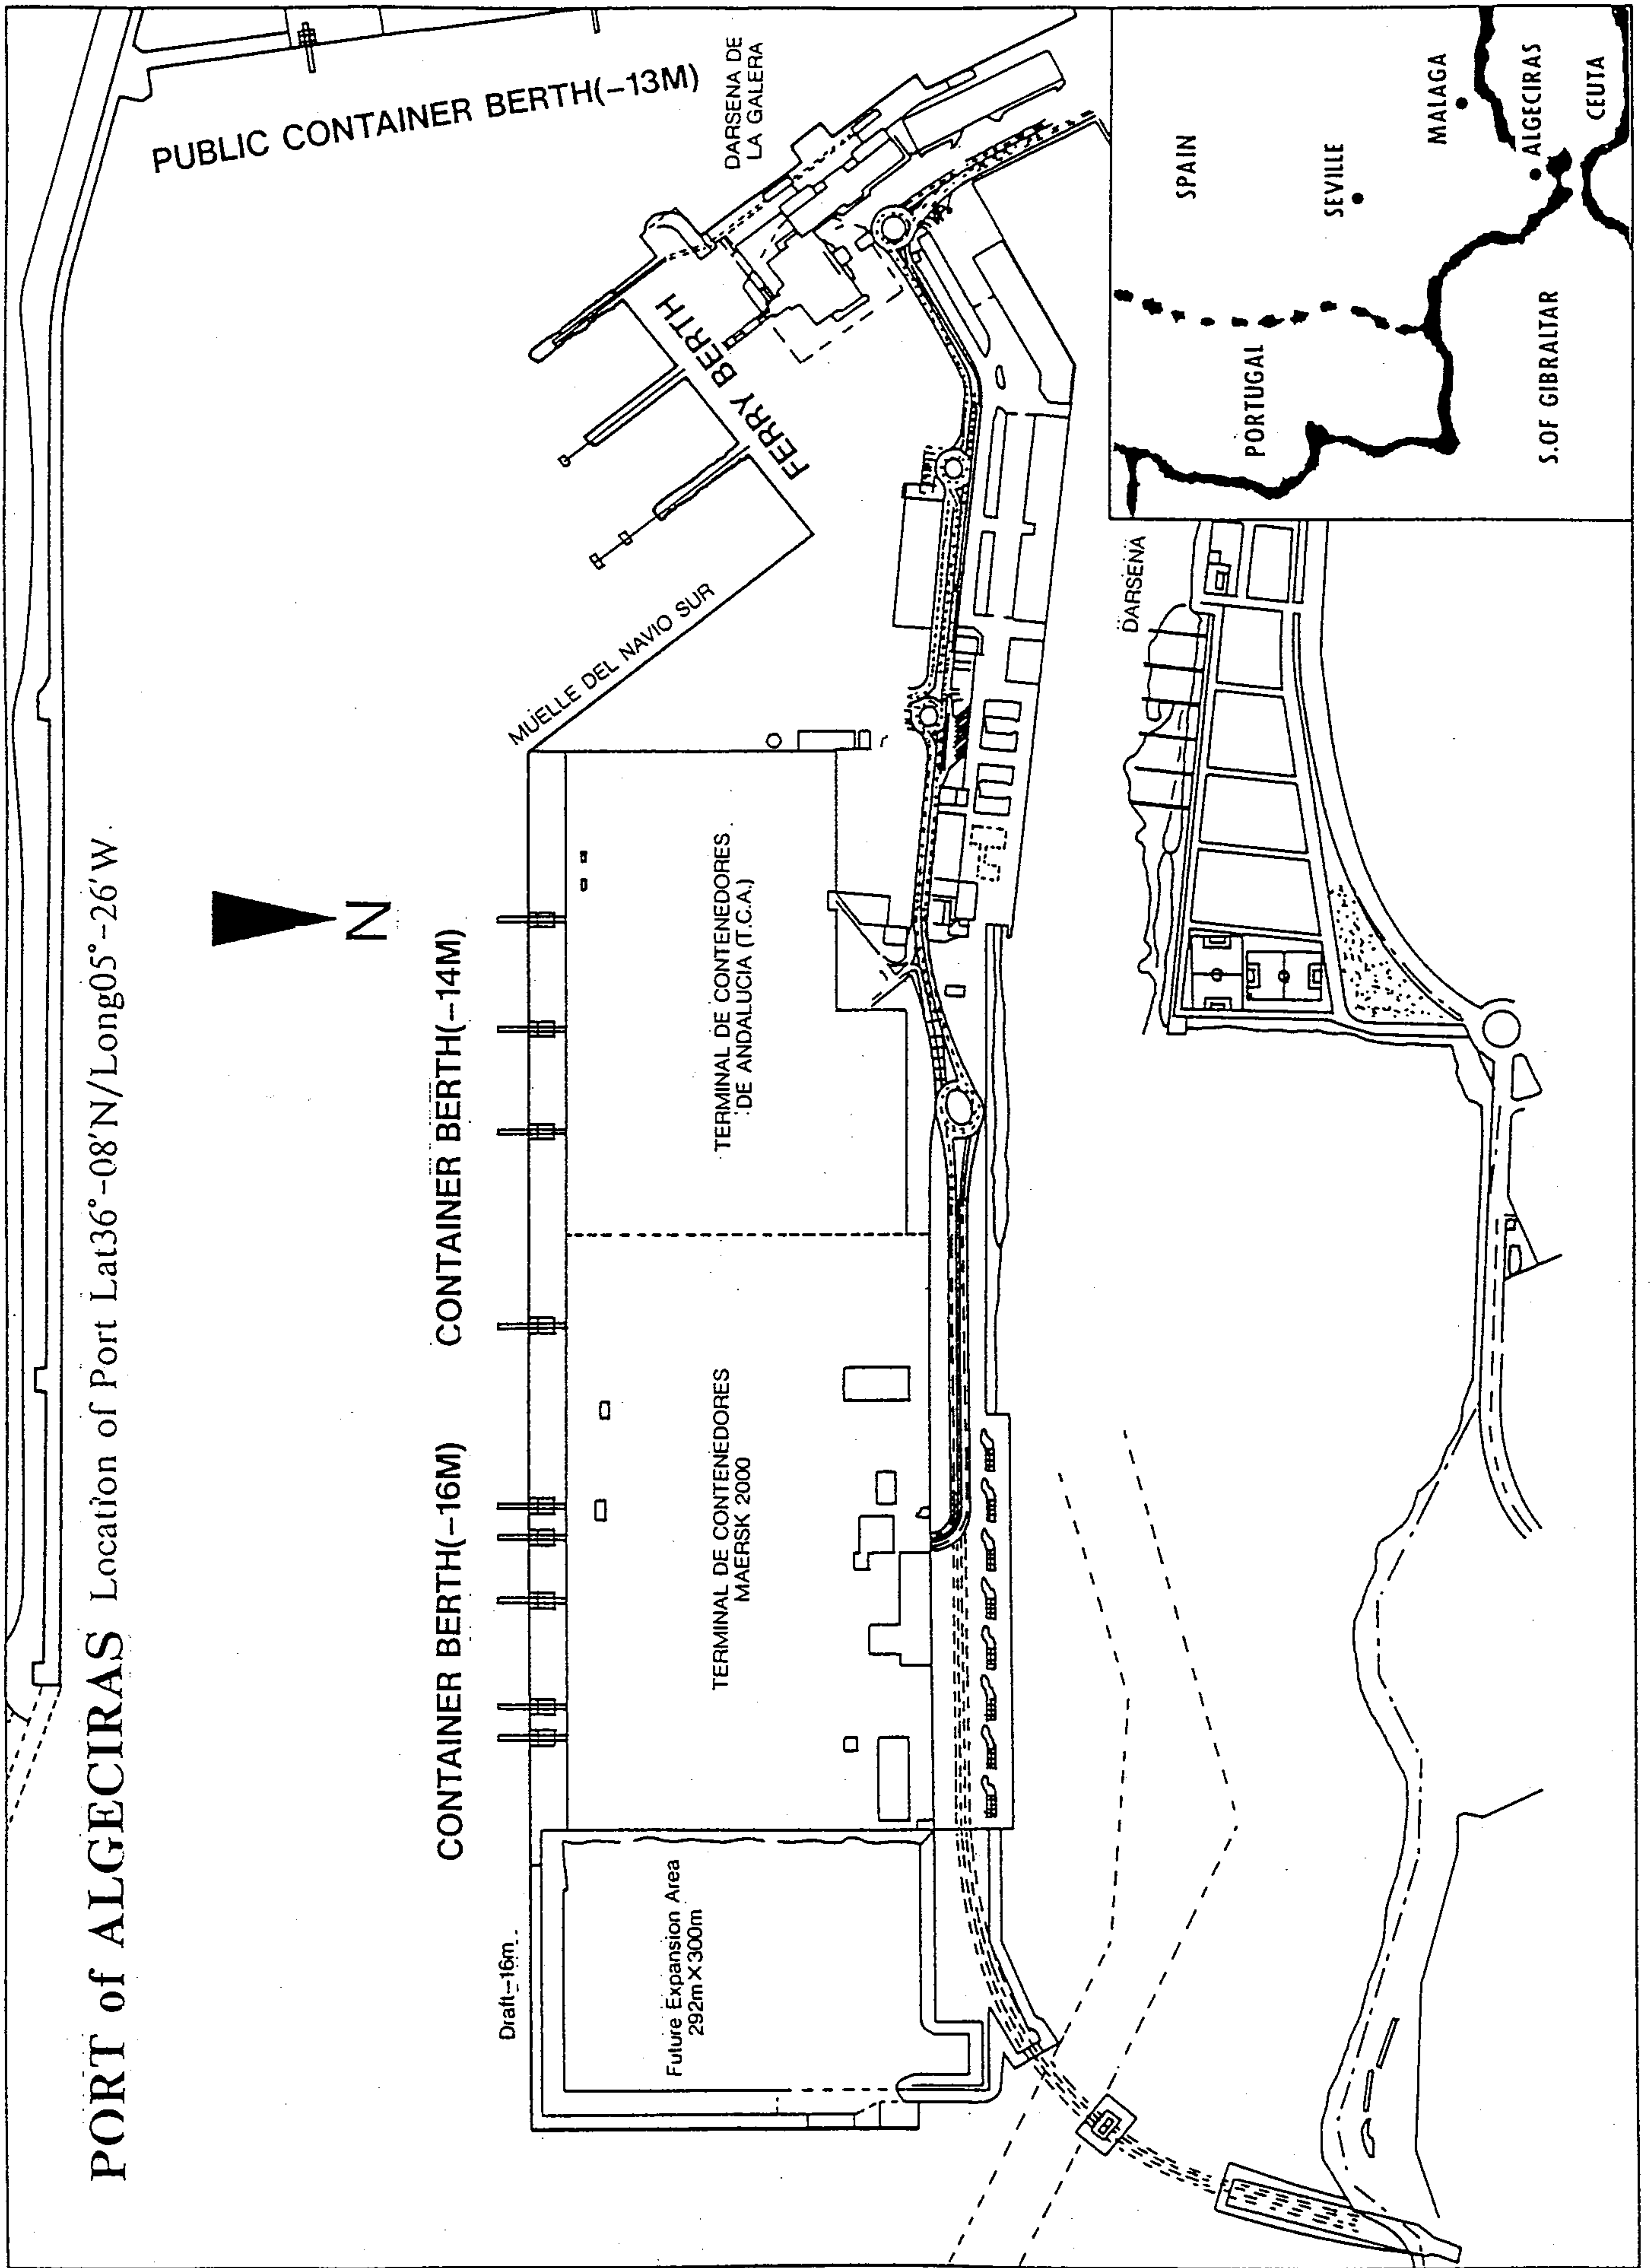 PORT of ALGECIRAS Location of Port Lat36°-08'N/Long05°-26'W.
PUBLIC CONTAINER BERTH(-13M)
N
CONTAINER BERTH(-16M)
CONTAINER BERTH(-14M)
Draft-16m
MUELLE DEL NAVIO SUR
FERRY BERTH
DARSENA DE
LA GALERA
Future Expansion Area
292m×300m
TERMINAL DE CONTENEDORES
MAERSK 2000
TERMINAL DE CONTENEDORES
DE ANDALUCIA (T.C.A.)
DARSENA
SPAIN
PORTUGAL
SEVILLE
MALAGA
ALGECIRAS
S.OF GIBRALTAR
CEUTA